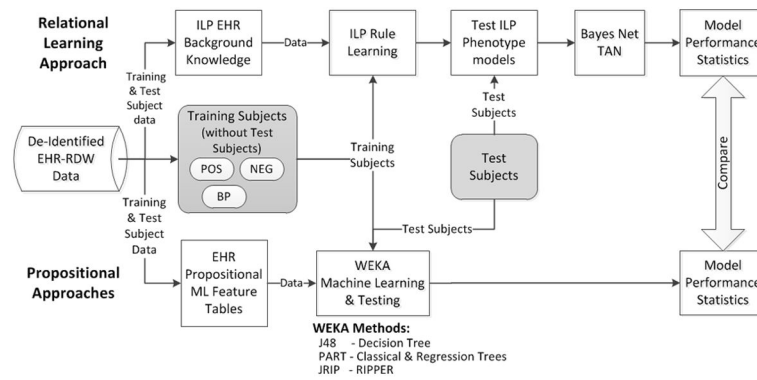 Relational
Learning
Approach
ILP EHR
Background
Knowledge
Data
ILP Rule
Learning
Test ILP
Phenotype
models
Bayes Net
TAN
Model
Performance
Statistics
Training
& Test
Subject
data
De-Identified
EHR-RDW
Data
Training Subjects
(without Test
Subjects)
POS
NEG
BP
Training
Subjects
Test
Subjects
Test
Subjects
Compare
Training
& Test
Subject
Data
Test Subjects
Propositional
Approaches
EHR
Propositional
ML Feature
Tables
Data
WEKA
Machine Learning
& Testing
Model
Performance
Statistics
WEKA Methods:
J48 - Decision Tree
PART - Classical & Regression Trees
JRIP - RIPPER